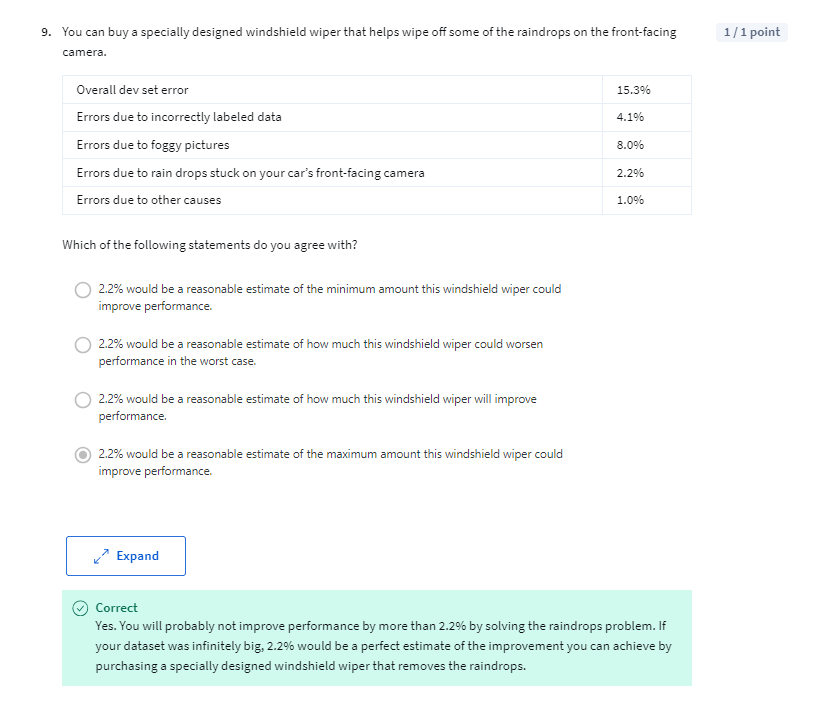 9. You can buy a specially designed windshield wiper that helps wipe off some of the raindrops on the front-facing
camera.
1 / 1 point
Overall dev set error 15.3%
Errors due to incorrectly labeled data 4.1%
Errors due to foggy pictures 8.0%
Errors due to rain drops stuck on your car's front-facing camera 2.2%
Errors due to other causes 1.0%
Which of the following statements do you agree with?
2.2% would be a reasonable estimate of the minimum amount this windshield wiper could
improve performance.
2.2% would be a reasonable estimate of how much this windshield wiper could worsen
performance in the worst case.
2.2% would be a reasonable estimate of how much this windshield wiper will improve
performance.
2.2% would be a reasonable estimate of the maximum amount this windshield wiper could
improve performance.
Expand
Correct
Yes. You will probably not improve performance by more than 2.2% by solving the raindrops problem. If
your dataset was infinitely big, 2.2% would be a perfect estimate of the improvement you can achieve by
purchasing a specially designed windshield wiper that removes the raindrops.